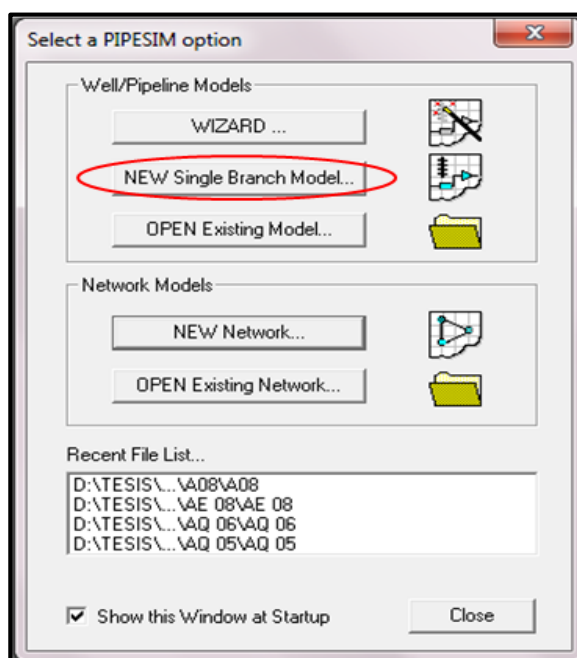 Select a PIPESIM option
Well/Pipeline Models
WIZARD ...
NEW Single Branch Model...
OPEN Existing Model...
Network Models
NEW Network...
OPEN Existing Network...
Recent File List...
D:\TESIS\...\A08\A08
D:\TESIS\...\AE 08\AE 08
D:\TESIS\...\AQ 06\AQ 06
D:\TESIS\...\AQ 05\AQ 05
Show this Window at Startup
Close